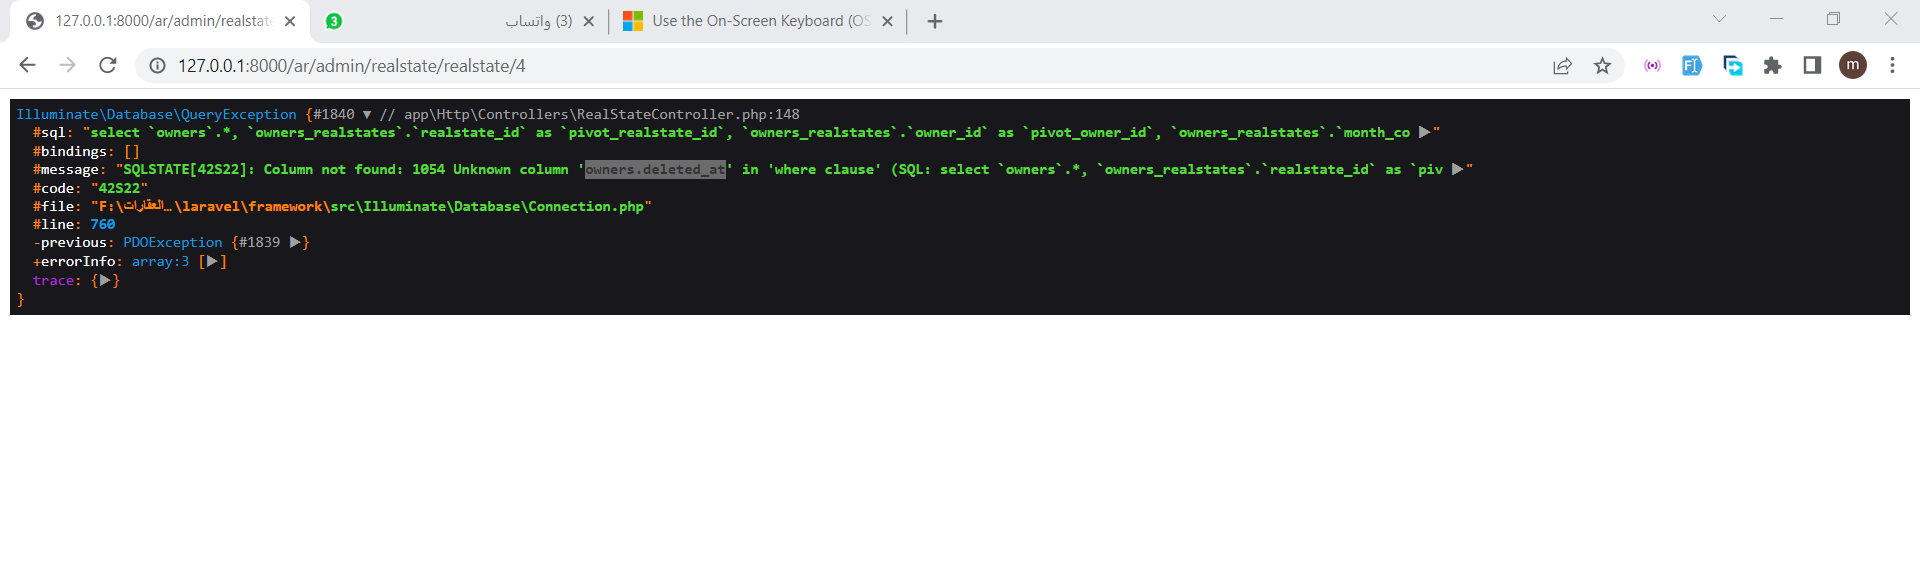 127.0.0.1:8000/ar/admin/realstate
3
(3) واتساب
Use the On-Screen Keyboard (OS
127.0.0.1:8000/ar/admin/realstate/realstate/4
m
Illuminate\Database\QueryException {#1840 ▼ // app\Http\Controllers\RealStateController.php:148
#sql: "select `owners`.*, `owners_realstates`.`realstate_id` as `pivot_realstate_id`, `owners_realstates`.`owner_id` as `pivot_owner_id`, `owners_realstates`.`month_co ▶"
#bindings: []
#message: "SQLSTATE[42S22]: Column not found: 1054 Unknown column 'owners.deleted_at' in 'where clause' (SQL: select `owners`.*, `owners_realstates`.`realstate_id` as `piv ▶"
#code: "42S22"
#file: "F:\العقارات…\laravel\framework\src\Illuminate\Database\Connection.php"
#line: 760
-previous: PDOException {#1839 ▶}
+errorInfo: array:3 [▶]
trace: {▶}
}